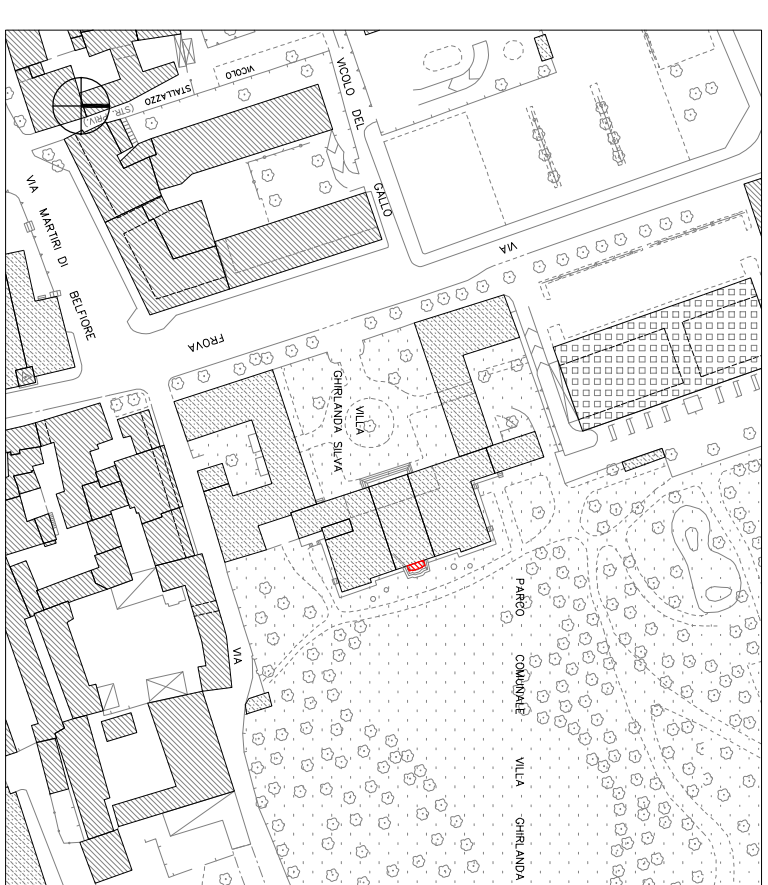 VICOLO
STALLAZZO
(STR. PRIV.)
VICOLO DEL
GALLO
VIA MARTIRI DI BELFIORE
VIA
FROVA
VILLA
GHIRLANDA SILVA
VIA
PARCO COMUNALE VILLA GHIRLANDA